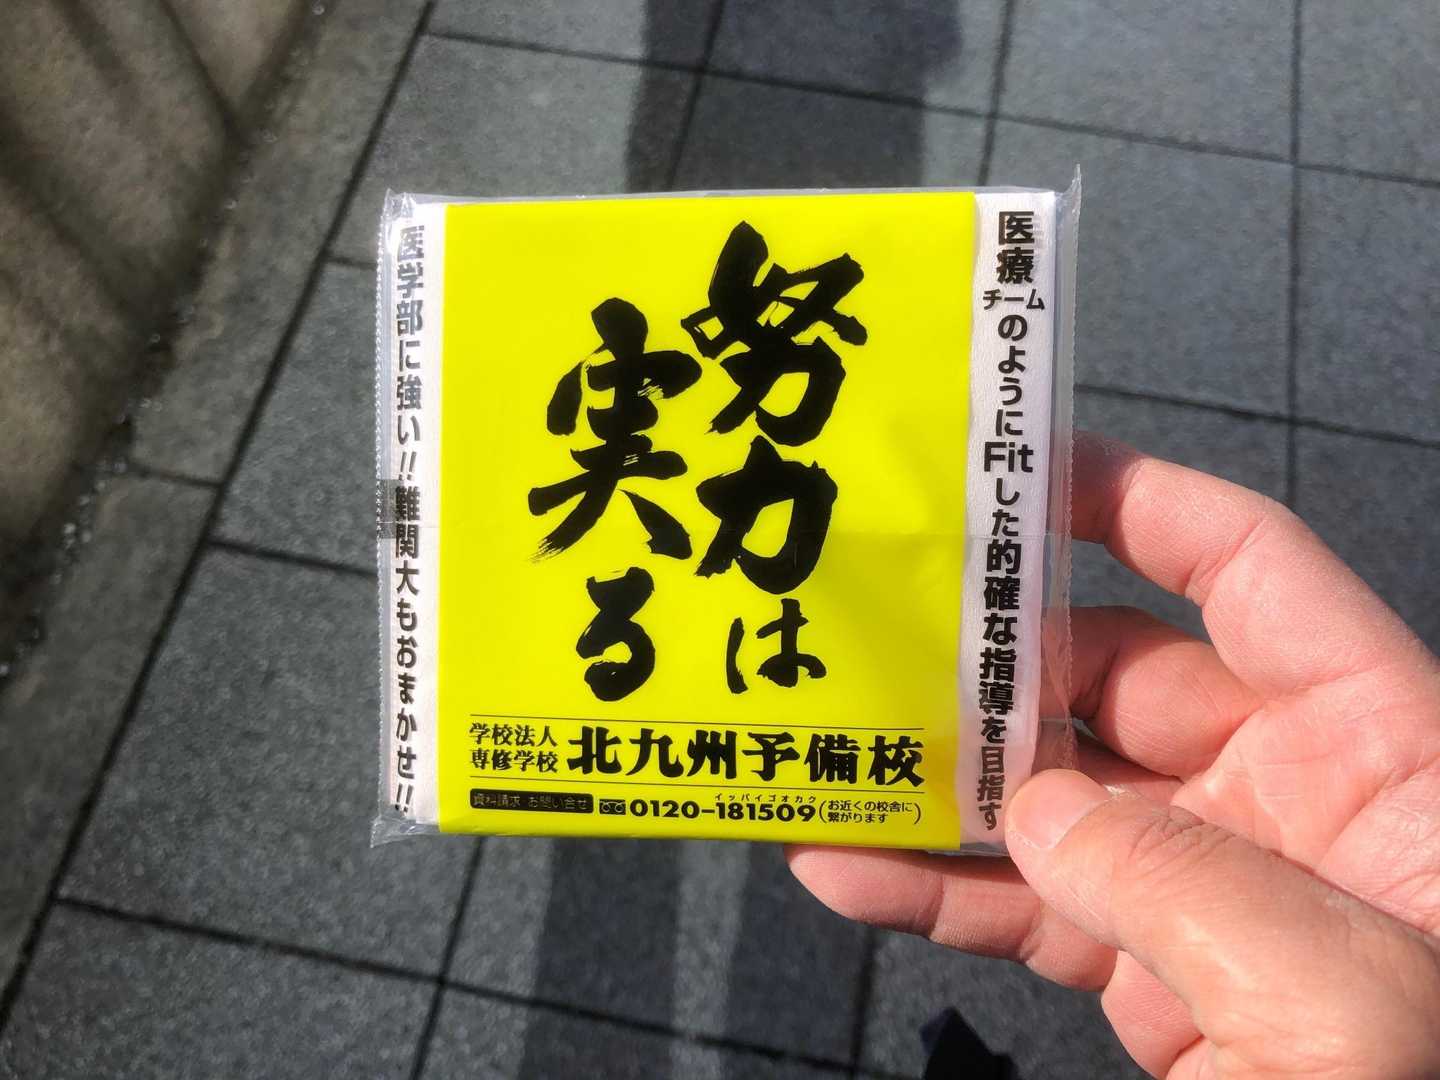 医療チームのようにFitした的確な指導を目指す
努力は
実る
医学部に強い!!難関大もおまかせ!!
学校法人
専修学校
北九州予備校
資料請求・お問い合せ
イッパイゴオカク
0120-181509
(お近くの校舎に
繋がります)